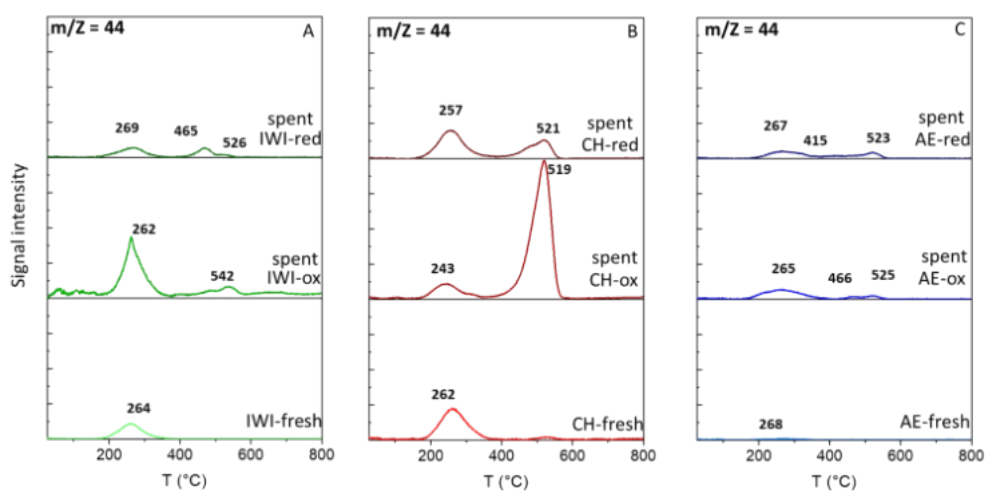 m/Z = 44
A
269
465
526
spent
IWI-red
262
542
spent
IWI-ox
264
IWI-fresh
200
400
600
800
T (°C)
Signal intensity
m/Z = 44
B
257
521
spent
CH-red
519
243
spent
CH-ox
262
CH-fresh
200
400
600
800
T (°C)
m/Z = 44
C
267
415
523
spent
AE-red
265
466
525
spent
AE-ox
268
AE-fresh
200
400
600
800
T (°C)